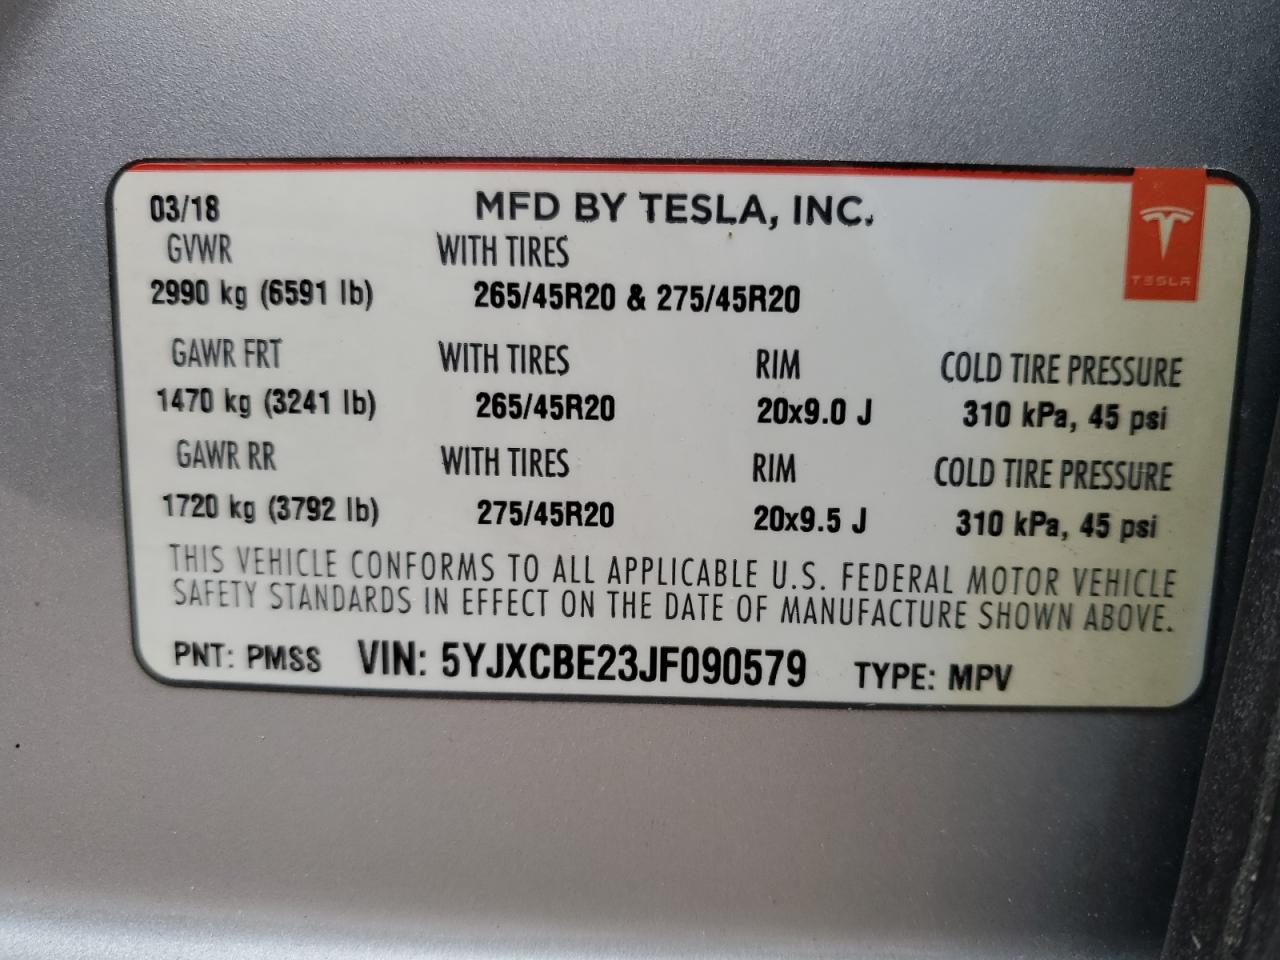 03/18 MFD BY TESLA, INC.
GVWR WITH TIRES
2990 kg (6591 lb) 265/45R20 & 275/45R20
TESLA
GAWR FRT WITH TIRES RIM COLD TIRE PRESSURE
1470 kg (3241 lb) 265/45R20 20x9.0 J 310 kPa, 45 psi
GAWR RR WITH TIRES RIM COLD TIRE PRESSURE
1720 kg (3792 lb) 275/45R20 20x9.5 J 310 kPa, 45 psi
THIS VEHICLE CONFORMS TO ALL APPLICABLE U.S. FEDERAL MOTOR VEHICLE
SAFETY STANDARDS IN EFFECT ON THE DATE OF MANUFACTURE SHOWN ABOVE.
PNT: PMSS VIN: 5YJXCBE23JF090579 TYPE: MPV